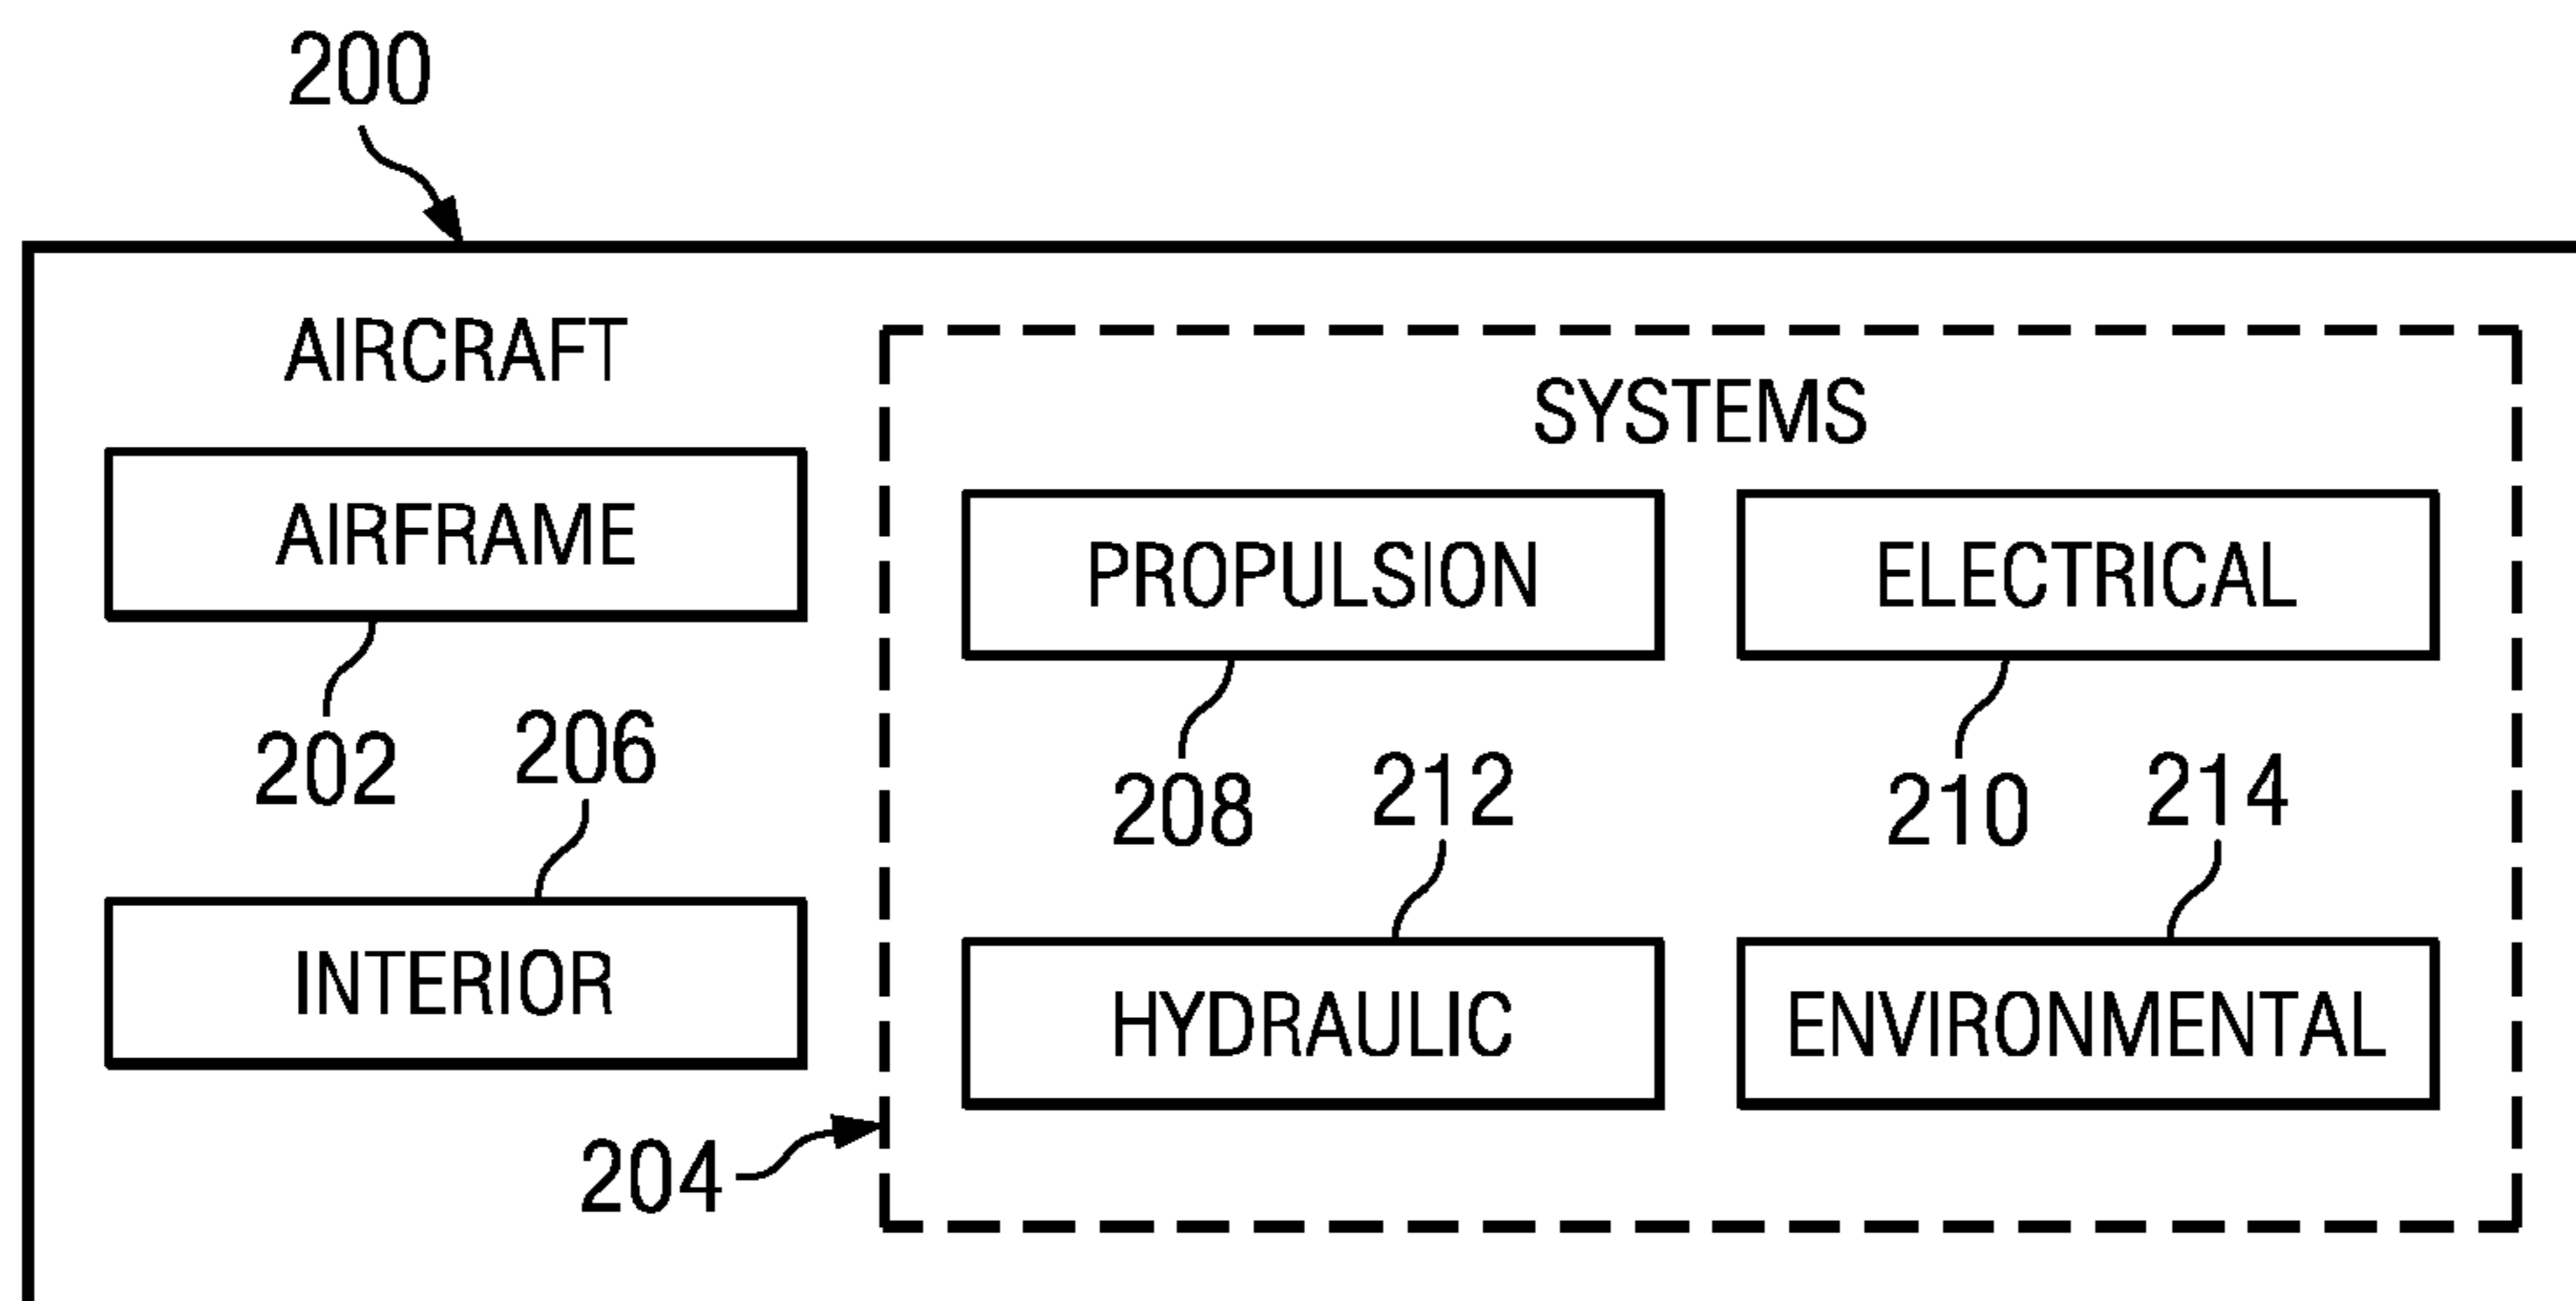 200
AIRCRAFT
SYSTEMS
AIRFRAME
PROPULSION
ELECTRICAL
202
206
208
212
210
214
INTERIOR
HYDRAULIC
ENVIRONMENTAL
204